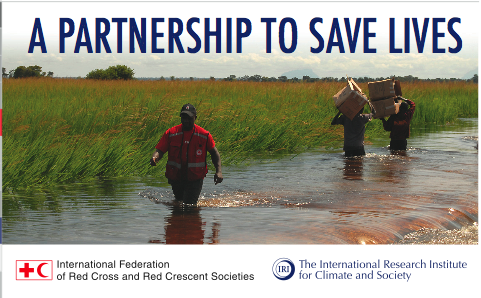 A PARTNERSHIP TO SAVE LIVES
International Federation
of Red Cross and Red Crescent Societies
IRI
The International Research Institute
for Climate and Society